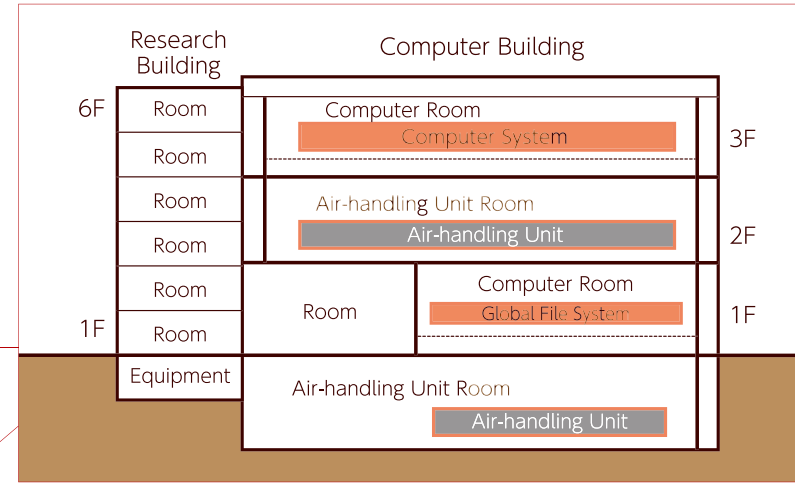 Research
Building
Computer Building
6F
Room
Room
Room
Room
Room
1F
Room
Equipment
Computer Room
Computer System
3F
Air-handling Unit Room
Air-handling Unit
2F
Room
Computer Room
Global File System
1F
Air-handling Unit Room
Air-handling Unit